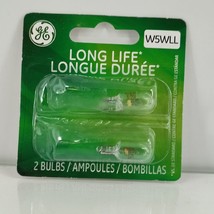 GE
W5WLL
LONG LIFE*
LONGUE DURÉE*
2 BULBS / AMPOULES / BOMBILLAS